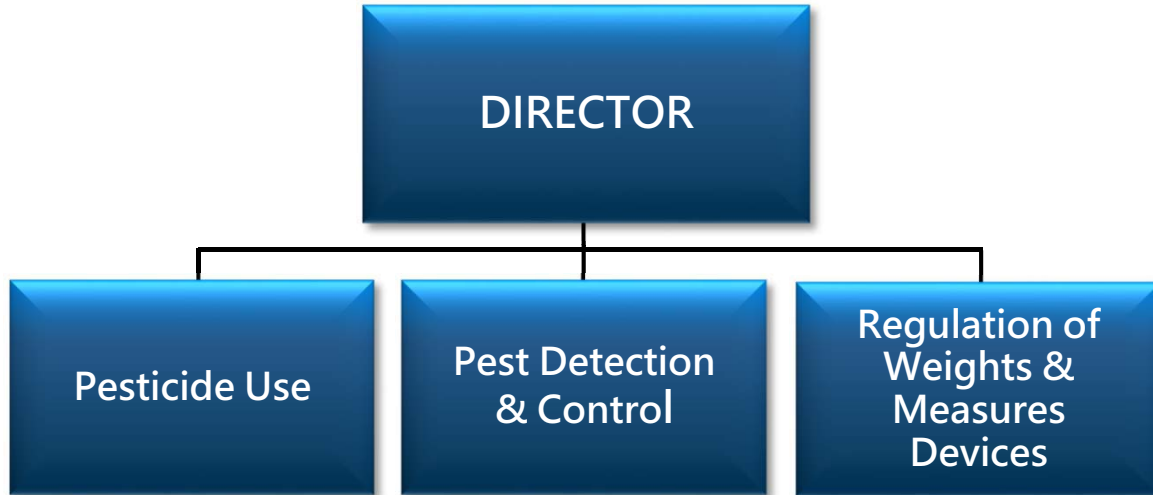 DIRECTOR
Pesticide Use
Pest Detection
& Control
Regulation of
Weights &
Measures
Devices